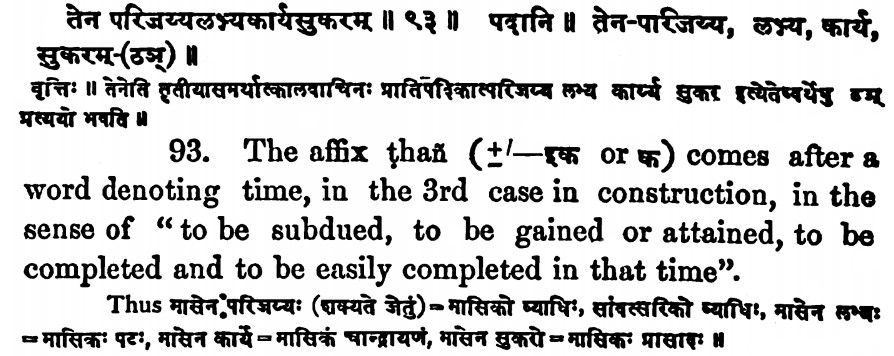 तेन परिजय्यलभ्यकार्यसुकरम् ॥ ९३ ॥ पदानि ॥ तेन-पारिजय्य, लभ्य, कार्य,
सुकरम्-(ठञ्) ॥
वृत्तिः ॥ तेनेति तृतीयासमर्थात्कालवाचिनः प्रातिपदिकात्परिजय्य लभ्य कार्य्य सुकर इत्येतेष्वर्थेषु ठञ्
प्रत्ययो भवति ॥
93. The affix ṭhañ (±/—इक or क) comes after a
word denoting time, in the 3rd case in construction, in the
sense of “to be subdued, to be gained or attained, to be
completed and to be easily completed in that time”.
Thus मासेन परिजय्यः (शक्यते जेतुं)=मासिको व्याधिः, सांवत्सरिको व्याधिः, मासेन लभ्यः
=मासिकः पटः, मासेन कार्यं=मासिकं चान्द्रायणं, मासेन सुकरो=मासिकः प्रासादः ॥